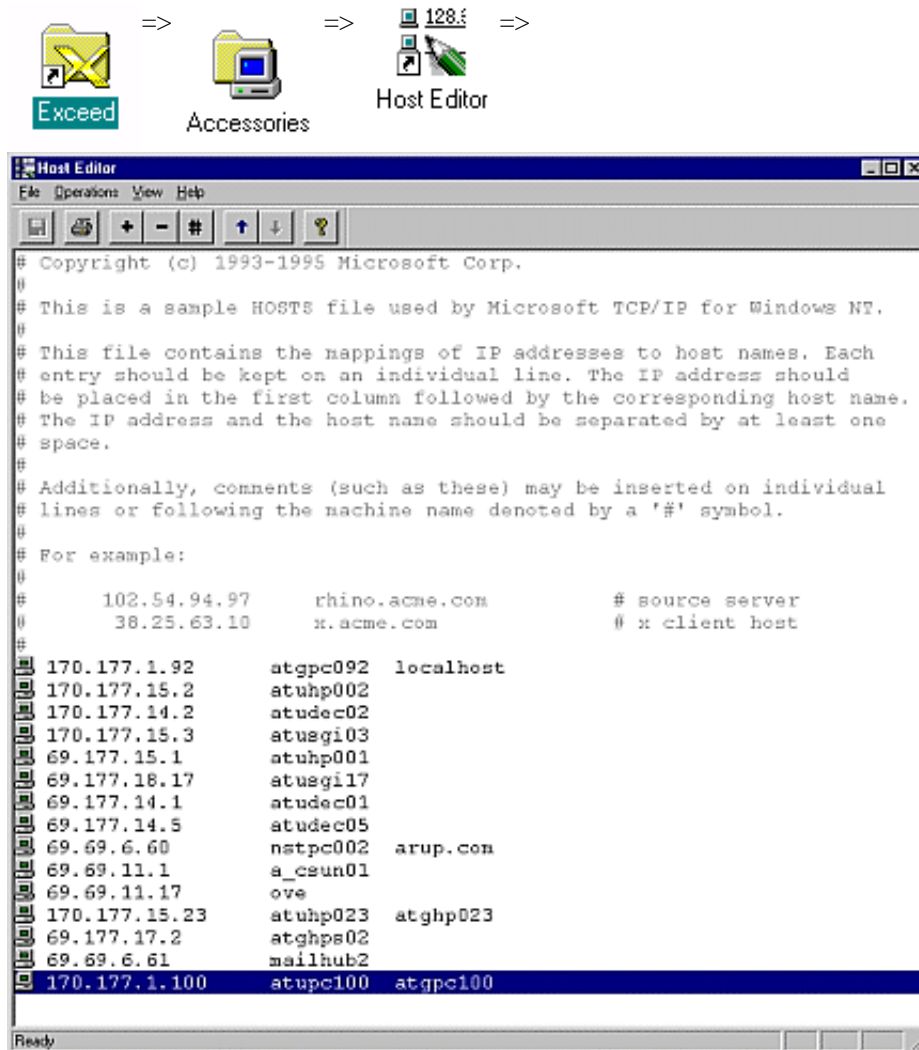 => => 128. =>
Exceed
Accessories
Host Editor
Host Editor
File Operations View Help
+ - # ↑ ↓ ?
# Copyright (c) 1993-1995 Microsoft Corp.
#
# This is a sample HOSTS file used by Microsoft TCP/IP for Windows NT.
#
# This file contains the mappings of IP addresses to host names. Each
# entry should be kept on an individual line. The IP address should
# be placed in the first column followed by the corresponding host name.
# The IP address and the host name should be separated by at least one
# space.
#
# Additionally, comments (such as these) may be inserted on individual
# lines or following the machine name denoted by a '#' symbol.
#
# For example:
#
# 102.54.94.97 rhino.acme.com # source server
# 38.25.63.10 x.acme.com # x client host
#
170.177.1.92 atgpc092 localhost
170.177.15.2 atuhp002
170.177.14.2 atudec02
170.177.15.3 atusgi03
69.177.15.1 atuhp001
69.177.18.17 atusgi17
69.177.14.1 atudec01
69.177.14.5 atudec05
69.69.6.60 nstpc002 arup.com
69.69.11.1 a_csun01
69.69.11.17 ove
170.177.15.23 atuhp023 atghp023
69.177.17.2 atghps02
69.69.6.61 mailhub2
170.177.1.100 atupc100 atgpc100
Ready